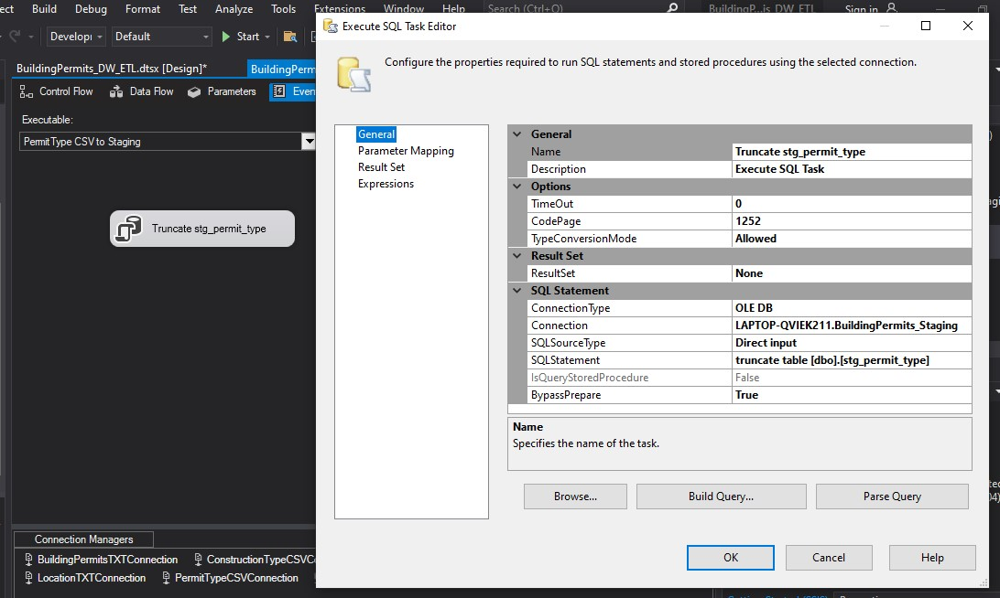 ect Build Debug Format Test Analyze Tools Extensions Window Help Search (Ctrl+Q) BuildingP...is_DW_ETL Sign in
Execute SQL Task Editor
Develop Default Start
Configure the properties required to run SQL statements and stored procedures using the selected connection.
BuildingPermits_DW_ETL.dtsx [Design]* BuildingPerm
Control Flow Data Flow Parameters Even
Executable:
PermitType CSV to Staging
Truncate stg_permit_type
General
Parameter Mapping
Result Set
Expressions
General
Name Truncate stg_permit_type
Description Execute SQL Task
Options
TimeOut 0
CodePage 1252
TypeConversionMode Allowed
Result Set
ResultSet None
SQL Statement
ConnectionType OLE DB
Connection LAPTOP-QVIEK211.BuildingPermits_Staging
SQLSourceType Direct input
SQLStatement truncate table [dbo].[stg_permit_type]
IsQueryStoredProcedure False
BypassPrepare True
Name
Specifies the name of the task.
Browse... Build Query... Parse Query
OK Cancel Help
Connection Managers
BuildingPermitsTXTConnection ConstructionTypeCSVCo
LocationTXTConnection PermitTypeCSVConnection